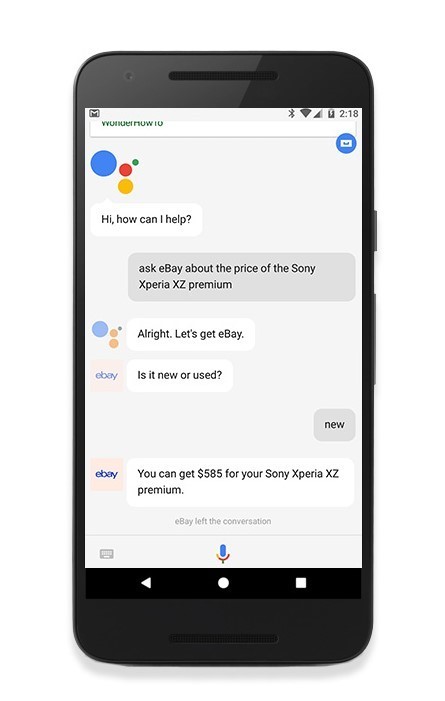 2:18
WonderHowTo
Hi, how can I help?
ask eBay about the price of the Sony
Xperia XZ premium
Alright. Let's get eBay.
ebay
Is it new or used?
new
ebay
You can get $585 for your Sony Xperia XZ
premium.
eBay left the conversation